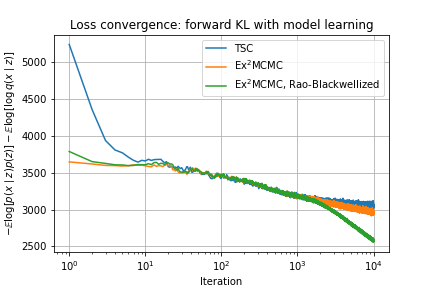 Loss convergence: forward KL with model learning
TSC
Ex²MCMC
Ex²MCMC, Rao-Blackwellized
5000
4500
4000
3500
3000
2500
−𝔼log[p(x ∣ z)p(z)] − 𝔼log[log q(x ∣ z)]
10⁰ 10¹ 10² 10³ 10⁴
Iteration